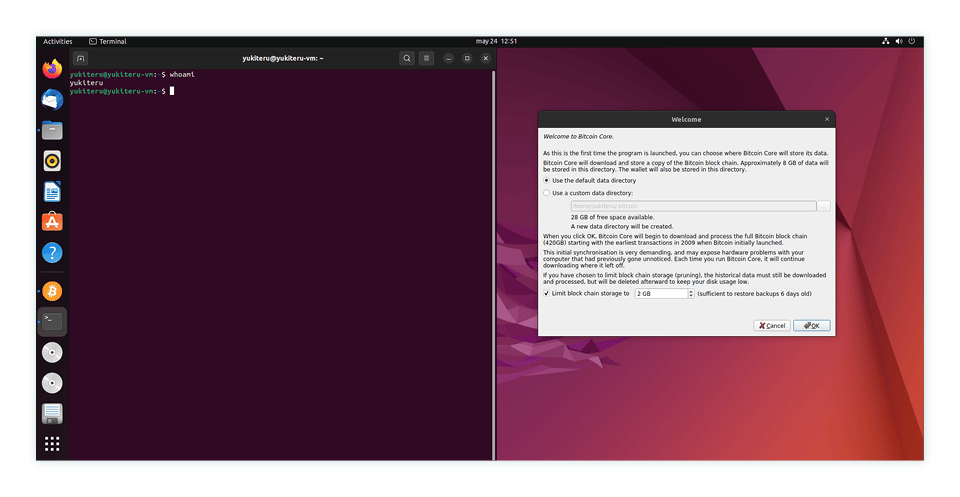 Activities
Terminal
may 24 12:51
yukiteru@yukiteru-vm: ~
yukiteru@yukiteru-vm:~$ whoami
yukiteru
yukiteru@yukiteru-vm:~$
Welcome
Welcome to Bitcoin Core.
As this is the first time the program is launched, you can choose where Bitcoin Core will store its data.
Bitcoin Core will download and store a copy of the Bitcoin block chain. Approximately 8 GB of data will
be stored in this directory. The wallet will also be stored in this directory.
Use the default data directory
Use a custom data directory:
/home/yukiteru/.bitcoin
...
28 GB of free space available.
A new data directory will be created.
When you click OK, Bitcoin Core will begin to download and process the full Bitcoin block chain
(420GB) starting with the earliest transactions in 2009 when Bitcoin initially launched.
This initial synchronisation is very demanding, and may expose hardware problems with your
computer that had previously gone unnoticed. Each time you run Bitcoin Core, it will continue
downloading where it left off.
If you have chosen to limit block chain storage (pruning), the historical data must still be downloaded
and processed, but will be deleted afterward to keep your disk usage low.
Limit block chain storage to 2 GB (sufficient to restore backups 6 days old)
Cancel
OK